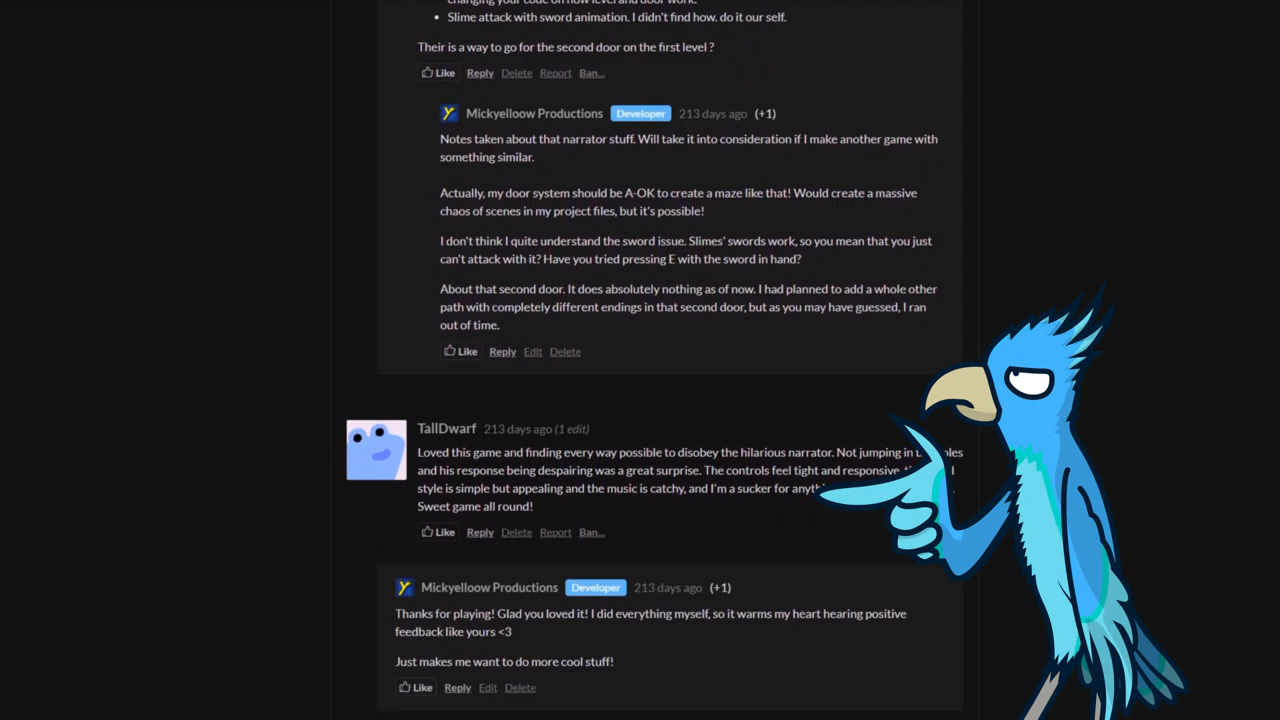 changing your code on how level and door work.
• Slime attack with sword animation. I didn't find how. do it our self.
Their is a way to go for the second door on the first level ?
Like Reply Delete Report Ban...
Mickyelloow Productions Developer 213 days ago (+1)
Notes taken about that narrator stuff. Will take it into consideration if I make another game with
something similar.
Actually, my door system should be A-OK to create a maze like that! Would create a massive
chaos of scenes in my project files, but it's possible!
I don't think I quite understand the sword issue. Slimes' swords work, so you mean that you just
can't attack with it? Have you tried pressing E with the sword in hand?
About that second door. It does absolutely nothing as of now. I had planned to add a whole other
path with completely different endings in that second door, but as you may have guessed, I ran
out of time.
Like Reply Edit Delete
TallDwarf 213 days ago (1 edit)
Loved this game and finding every way possible to disobey the hilarious narrator. Not jumping in
and his response being despairing was a great surprise. The controls feel tight and responsive,
style is simple but appealing and the music is catchy, and I'm a sucker for
Sweet game all round!
Like Reply Delete Report Ban...
Mickyelloow Productions Developer 213 days ago (+1)
Thanks for playing! Glad you loved it! I did everything myself, so it warms my heart hearing positive
feedback like yours <3
Just makes me want to do more cool stuff!
Like Reply Edit Delete